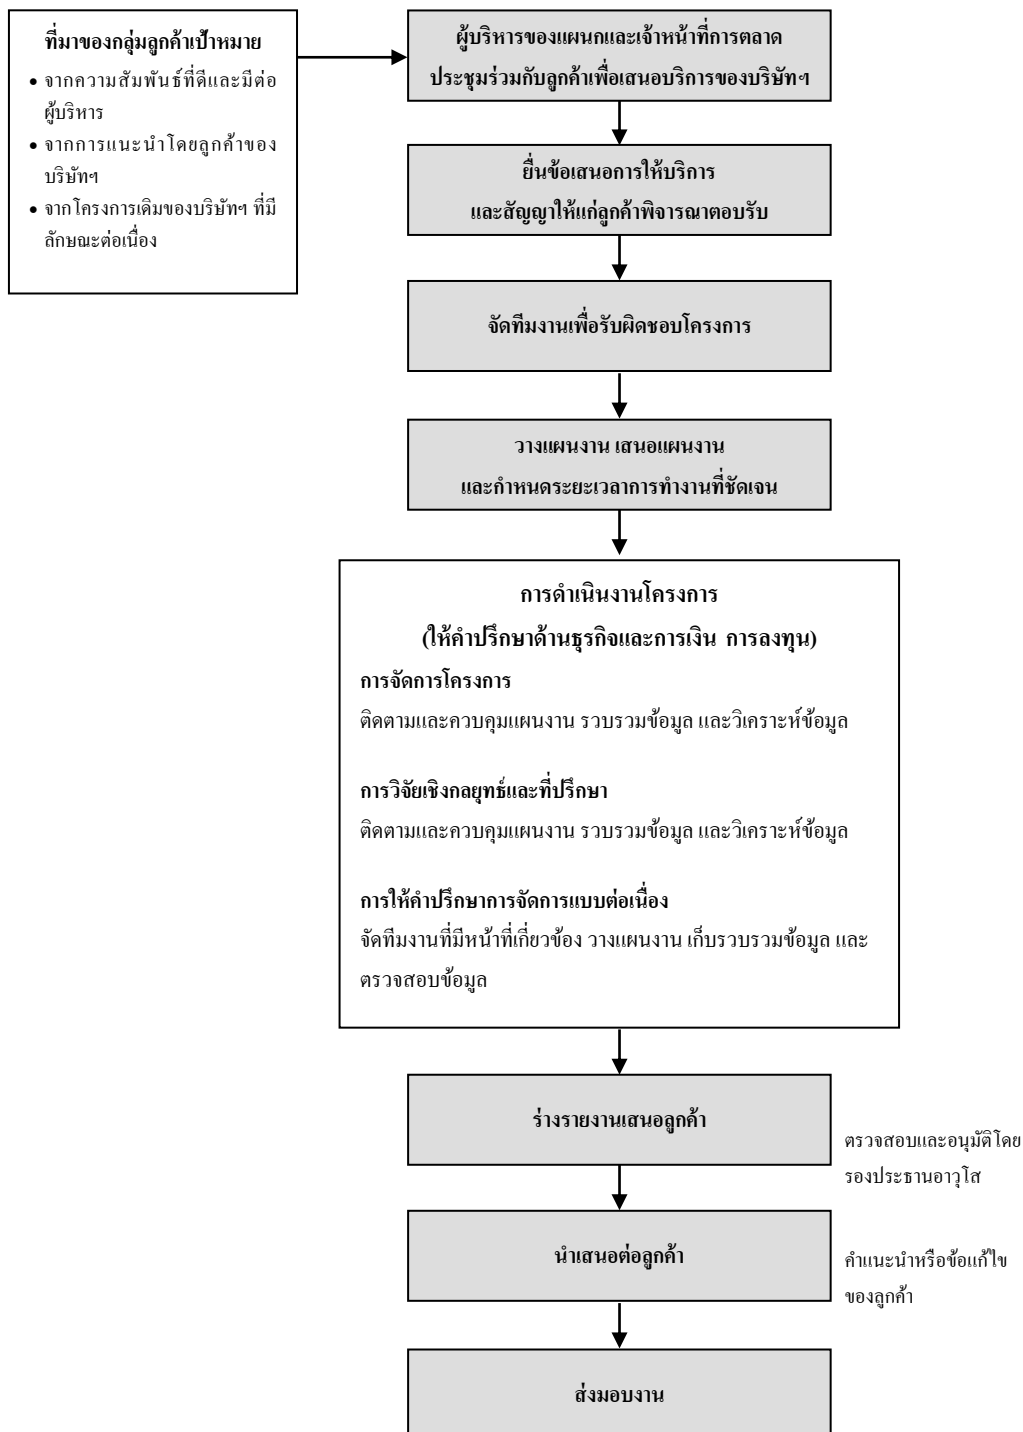 ที่มาของกลุ่มลูกค้าเป้าหมาย
• จากความสัมพันธ์ที่ดีและมีต่อ
ผู้บริหาร
• จากการแนะนำโดยลูกค้าของ
บริษัทฯ
• จากโครงการเดิมของบริษัทฯ ที่มี
ลักษณะต่อเนื่อง
ผู้บริหารของแผนกและเจ้าหน้าที่การตลาด
ประชุมร่วมกับลูกค้าเพื่อเสนอบริการของบริษัทฯ
ยื่นข้อเสนอการให้บริการ
และสัญญาให้แก่ลูกค้าพิจารณาตอบรับ
จัดทีมงานเพื่อรับผิดชอบโครงการ
วางแผนงาน เสนอแผนงาน
และกำหนดระยะเวลาการทำงานที่ชัดเจน
การดำเนินงานโครงการ
(ให้คำปรึกษาด้านธุรกิจและการเงิน การลงทุน)
การจัดการโครงการ
ติดตามและควบคุมแผนงาน รวบรวมข้อมูล และวิเคราะห์ข้อมูล
การวิจัยเชิงกลยุทธ์และที่ปรึกษา
ติดตามและควบคุมแผนงาน รวบรวมข้อมูล และวิเคราะห์ข้อมูล
การให้คำปรึกษาการจัดการแบบต่อเนื่อง
จัดทีมงานที่มีหน้าที่เกี่ยวข้อง วางแผนงาน เก็บรวบรวมข้อมูล และ
ตรวจสอบข้อมูล
ร่างรายงานเสนอลูกค้า
ตรวจสอบและอนุมัติโดย
รองประธานอาวุโส
นำเสนอต่อลูกค้า
คำแนะนำหรือข้อแก้ไข
ของลูกค้า
ส่งมอบงาน